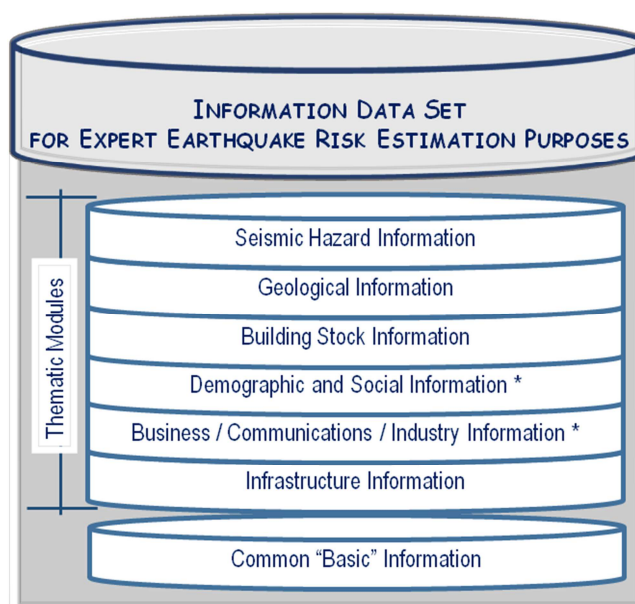 INFORMATION DATA SET
FOR EXPERT EARTHQUAKE RISK ESTIMATION PURPOSES
Thematic Modules
Seismic Hazard Information
Geological Information
Building Stock Information
Demographic and Social Information *
Business / Communications / Industry Information *
Infrastructure Information
Common “Basic” Information